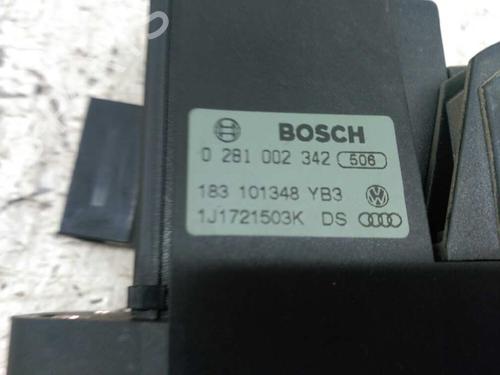 BOSCH
0 281 002 342 506
183 101348 YB3
1J1721503K DS